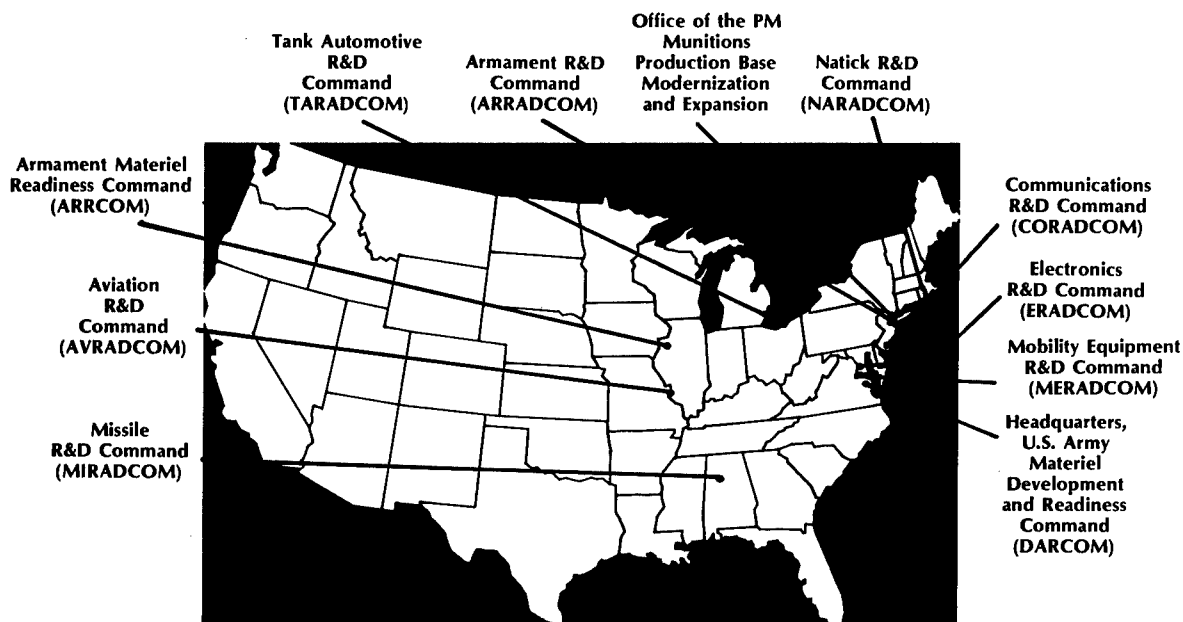 Tank Automotive
R&D
Command
(TARADCOM)
Armament R&D
Command
(ARRADCOM)
Office of the PM
Munitions
Production Base
Modernization
and Expansion
Natick R&D
Command
(NARADCOM)
Armament Materiel
Readiness Command
(ARRCOM)
Aviation
R&D
Command
(AVRADCOM)
Missile
R&D Command
(MIRADCOM)
Communications
R&D Command
(CORADCOM)
Electronics
R&D Command
(ERADCOM)
Mobility Equipment
R&D Command
(MERADCOM)
Headquarters,
U.S. Army
Materiel
Development
and Readiness
Command
(DARCOM)